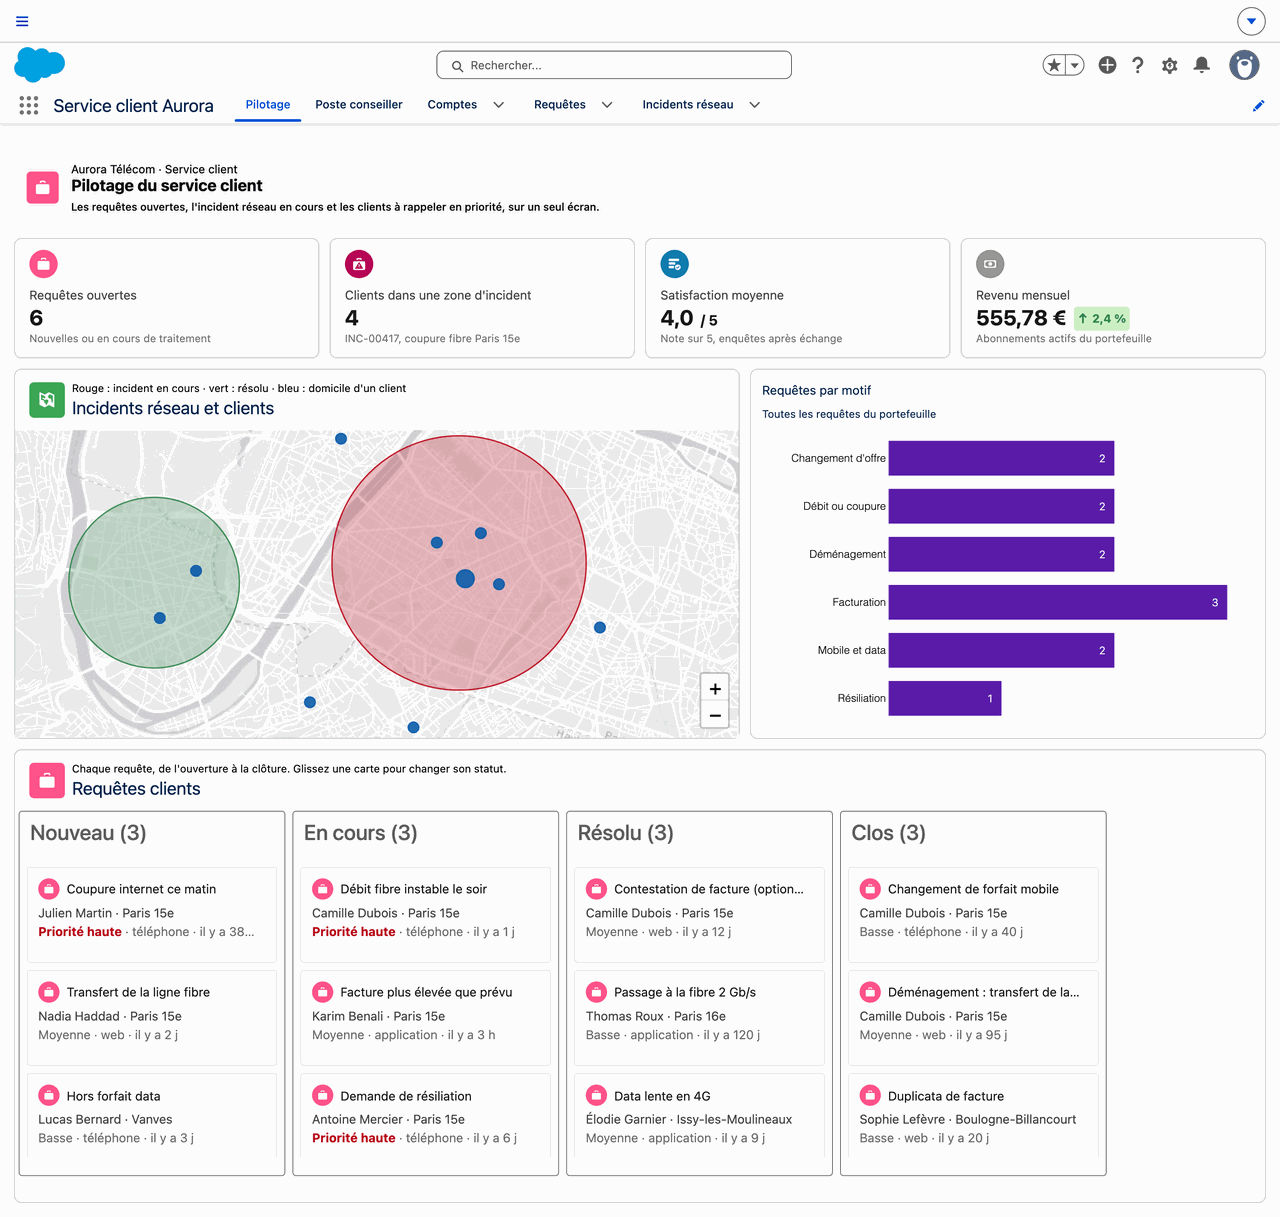 Rechercher...
Service client Aurora
Pilotage
Poste conseiller
Comptes
Requêtes
Incidents réseau
Aurora Télécom · Service client
Pilotage du service client
Les requêtes ouvertes, l'incident réseau en cours et les clients à rappeler en priorité, sur un seul écran.
Requêtes ouvertes
6
Nouvelles ou en cours de traitement
Clients dans une zone d'incident
4
INC-00417, coupure fibre Paris 15e
Satisfaction moyenne
4,0 / 5
Note sur 5, enquêtes après échange
Revenu mensuel
555,78 € ↑ 2,4 %
Abonnements actifs du portefeuille
Rouge : incident en cours · vert : résolu · bleu : domicile d'un client
Incidents réseau et clients
+
−
Requêtes par motif
Toutes les requêtes du portefeuille
Changement d'offre 2
Débit ou coupure 2
Déménagement 2
Facturation 3
Mobile et data 2
Résiliation 1
Chaque requête, de l'ouverture à la clôture. Glissez une carte pour changer son statut.
Requêtes clients
Nouveau (3)
Coupure internet ce matin
Julien Martin · Paris 15e
Priorité haute · téléphone · il y a 38...
Transfert de la ligne fibre
Nadia Haddad · Paris 15e
Moyenne · web · il y a 2 j
Hors forfait data
Lucas Bernard · Vanves
Basse · téléphone · il y a 3 j
En cours (3)
Débit fibre instable le soir
Camille Dubois · Paris 15e
Priorité haute · téléphone · il y a 1 j
Facture plus élevée que prévu
Karim Benali · Paris 15e
Moyenne · application · il y a 3 h
Demande de résiliation
Antoine Mercier · Paris 15e
Priorité haute · téléphone · il y a 6 j
Résolu (3)
Contestation de facture (option...
Camille Dubois · Paris 15e
Moyenne · web · il y a 12 j
Passage à la fibre 2 Gb/s
Thomas Roux · Paris 16e
Basse · application · il y a 120 j
Data lente en 4G
Élodie Garnier · Issy-les-Moulineaux
Moyenne · application · il y a 9 j
Clos (3)
Changement de forfait mobile
Camille Dubois · Paris 15e
Basse · téléphone · il y a 40 j
Déménagement : transfert de la...
Camille Dubois · Paris 15e
Moyenne · web · il y a 95 j
Duplicata de facture
Sophie Lefèvre · Boulogne-Billancourt
Basse · web · il y a 20 j